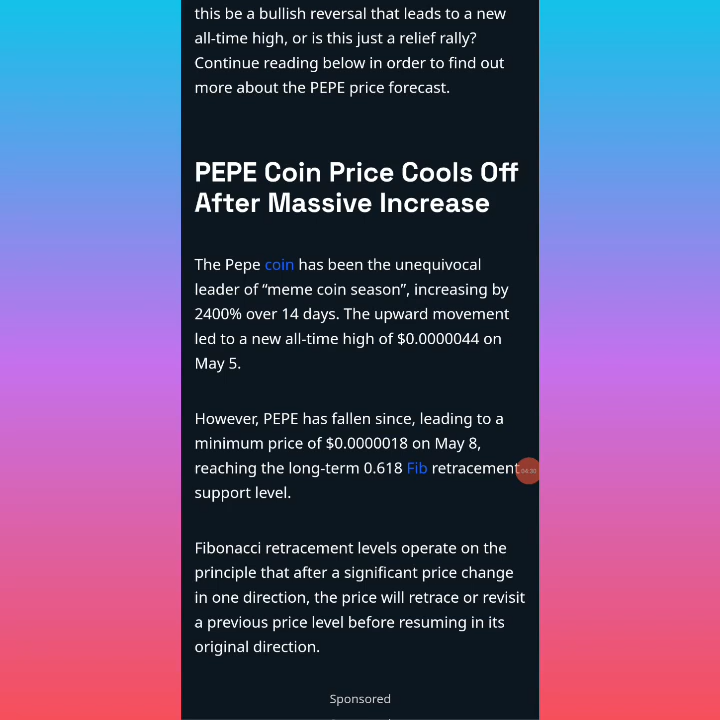 this be a bullish reversal that leads to a new
all-time high, or is this just a relief rally?
Continue reading below in order to find out
more about the PEPE price forecast.
PEPE Coin Price Cools Off
After Massive Increase
The Pepe coin has been the unequivocal
leader of “meme coin season”, increasing by
2400% over 14 days. The upward movement
led to a new all-time high of $0.0000044 on
May 5.
However, PEPE has fallen since, leading to a
minimum price of $0.0000018 on May 8,
reaching the long-term 0.618 Fib retracement
support level.
Fibonacci retracement levels operate on the
principle that after a significant price change
in one direction, the price will retrace or revisit
a previous price level before resuming in its
original direction.
Sponsored